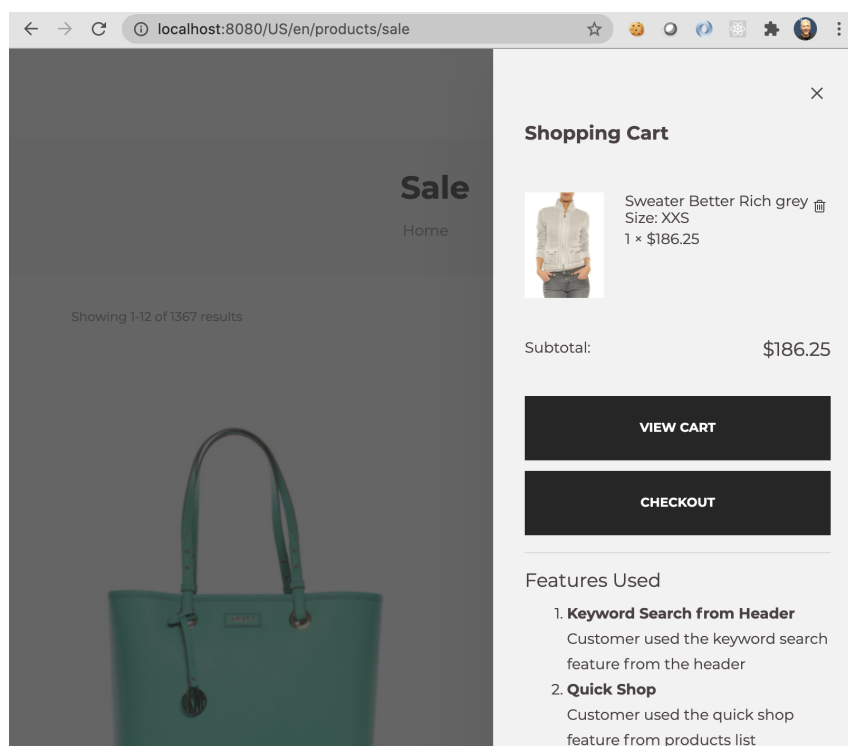 localhost:8080/US/en/products/sale
Shopping Cart
Sale
Home
Sweater Better Rich grey
Size: XXS
1 × $186.25
Showing 1-12 of 1367 results
Subtotal:
$186.25
VIEW CART
CHECKOUT
Features Used
1. Keyword Search from Header
Customer used the keyword search
feature from the header
2. Quick Shop
Customer used the quick shop
feature from products list